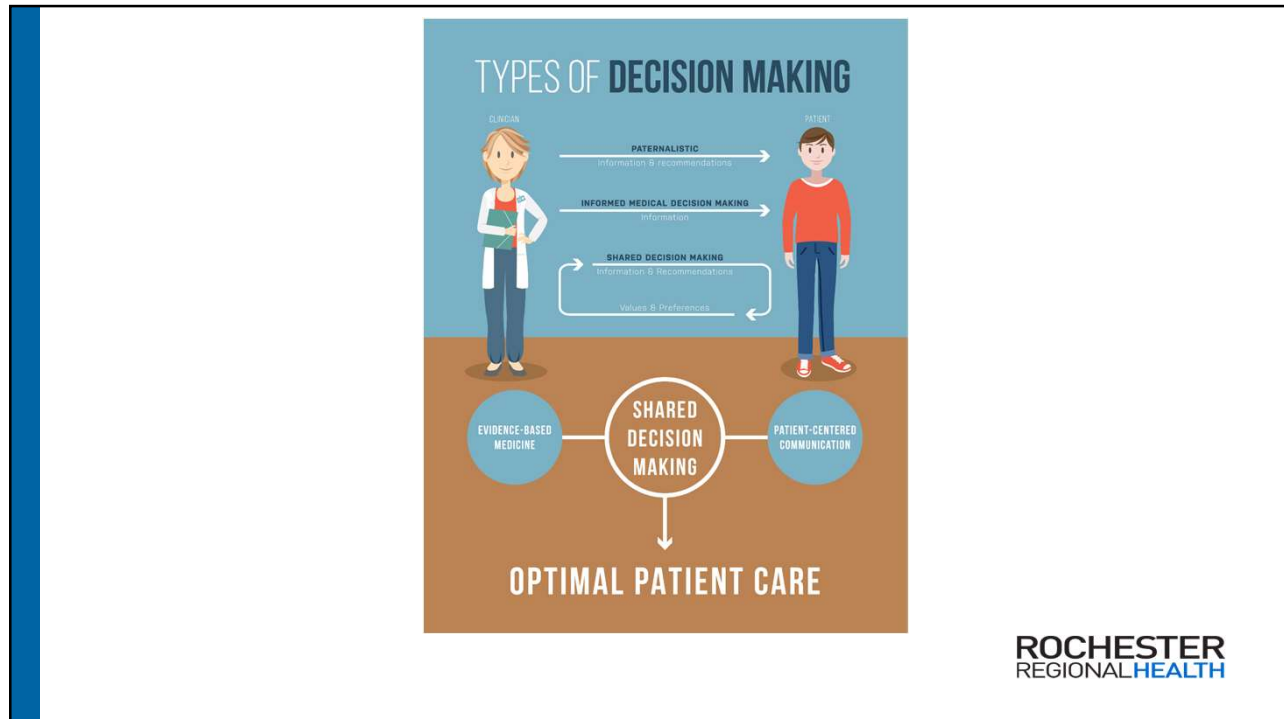 TYPES OF DECISION MAKING
CLINICIAN
PATIENT
PATERNALISTIC
Information & recommendations
INFORMED MEDICAL DECISION MAKING
Information
SHARED DECISION MAKING
Information & Recommendations
Values & Preferences
EVIDENCE-BASED
MEDICINE
SHARED
DECISION
MAKING
PATIENT-CENTERED
COMMUNICATION
OPTIMAL PATIENT CARE
ROCHESTER
REGIONALHEALTH